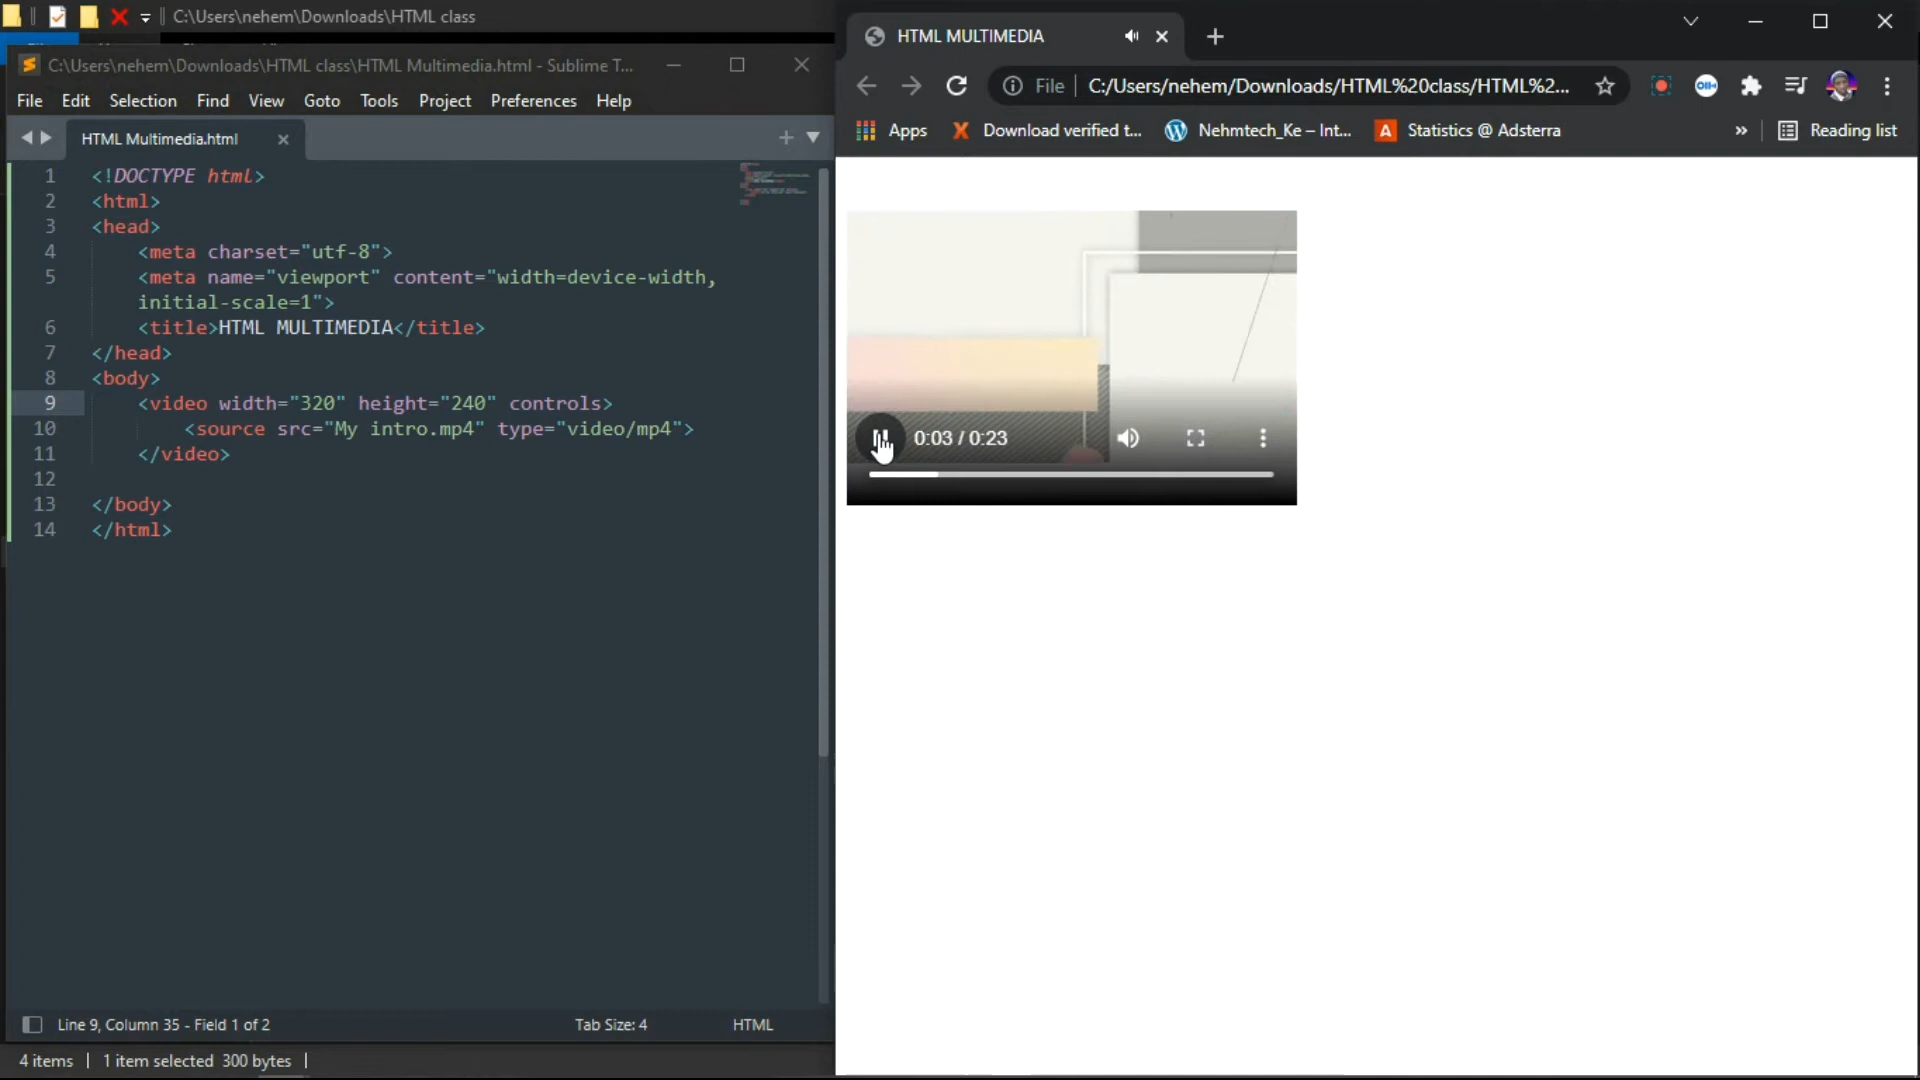 C:\Users\nehem\Downloads\HTML class
C:\Users\nehem\Downloads\HTML class\HTML Multimedia.html - Sublime T...
File Edit Selection Find View Goto Tools Project Preferences Help
HTML Multimedia.html
1 <!DOCTYPE html>
2 <html>
3 <head>
4 <meta charset="utf-8">
5 <meta name="viewport" content="width=device-width,
initial-scale=1">
6 <title>HTML MULTIMEDIA</title>
7 </head>
8 <body>
9 <video width="320" height="240" controls>
10 <source src="My intro.mp4" type="video/mp4">
11 </video>
12
13 </body>
14 </html>
Line 9, Column 35 - Field 1 of 2 Tab Size: 4 HTML
4 items 1 item selected 300 bytes
HTML MULTIMEDIA
File C:/Users/nehem/Downloads/HTML%20class/HTML%2...
Apps Download verified t... Nehmtech_Ke – Int... Statistics @ Adsterra » Reading list
0:03 / 0:23